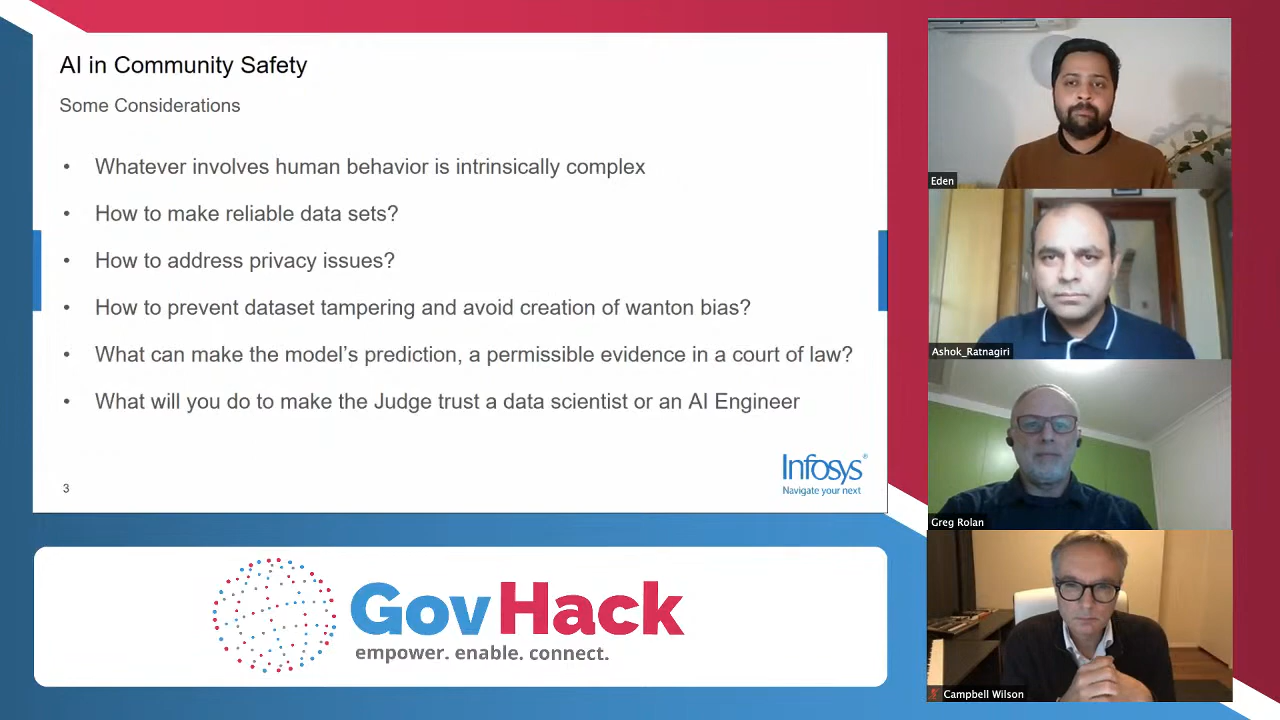 AI in Community Safety
Some Considerations
• Whatever involves human behavior is intrinsically complex
• How to make reliable data sets?
• How to address privacy issues?
• How to prevent dataset tampering and avoid creation of wanton bias?
• What can make the model's prediction, a permissible evidence in a court of law?
• What will you do to make the Judge trust a data scientist or an AI Engineer
3
Infosys®
Navigate your next
GovHack
empower. enable. connect.
Eden
Ashok_Ratnagiri
Greg Rolan
Campbell Wilson